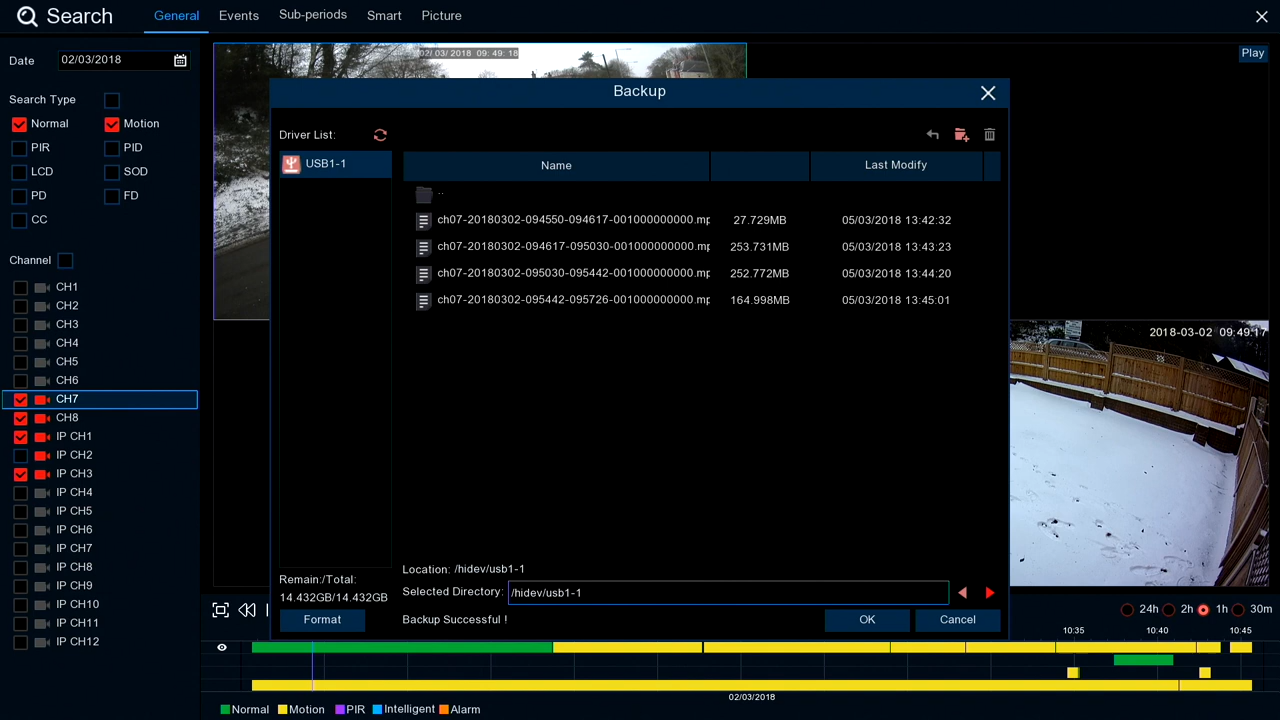 Search
General Events Sub-periods Smart Picture
Date 02/03/2018
Search Type
Normal Motion
PIR PID
LCD SOD
PD FD
CC
Channel
CH1
CH2
CH3
CH4
CH5
CH6
CH7
CH8
IP CH1
IP CH2
IP CH3
IP CH4
IP CH5
IP CH6
IP CH7
IP CH8
IP CH9
IP CH10
IP CH11
IP CH12
02/03/2018 09:49:18
Play
Backup
Driver List:
USB1-1
Name Last Modify
..
ch07-20180302-094550-094617-001000000000.mp 27.729MB 05/03/2018 13:42:32
ch07-20180302-094617-095030-001000000000.mp 253.731MB 05/03/2018 13:43:23
ch07-20180302-095030-095442-001000000000.mp 252.772MB 05/03/2018 13:44:20
ch07-20180302-095442-095726-001000000000.mp 164.998MB 05/03/2018 13:45:01
2018-03-02 09:49:17
Remain:/Total:
14.432GB/14.432GB
Format
Location: /hidev/usb1-1
Selected Directory: /hidev/usb1-1
Backup Successful !
OK Cancel
24h 2h 1h 30m
10:35 10:40 10:45
02/03/2018
Normal Motion PIR Intelligent Alarm